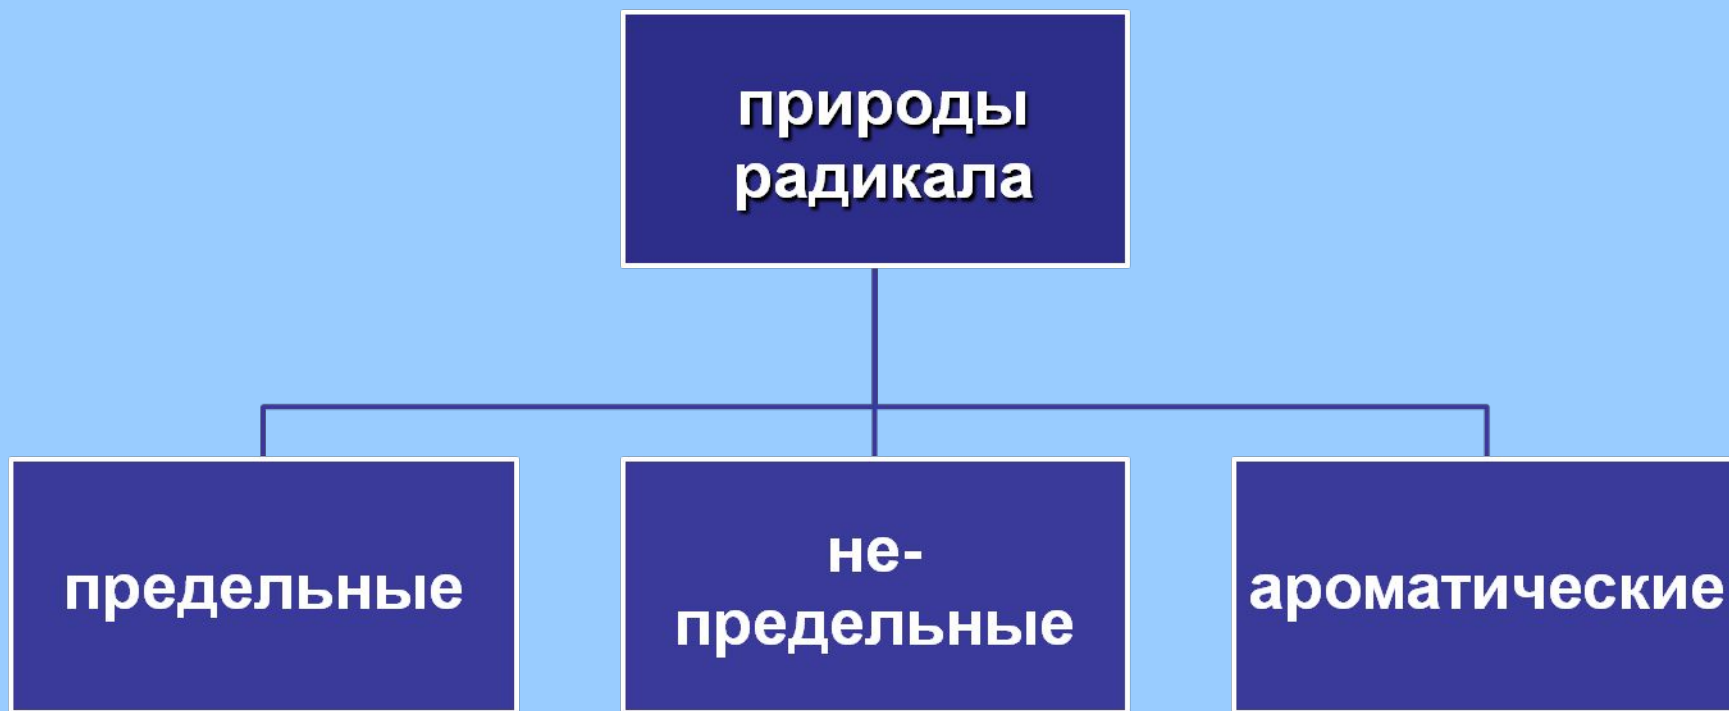 природы
радикала
предельные
не-
предельные
ароматические